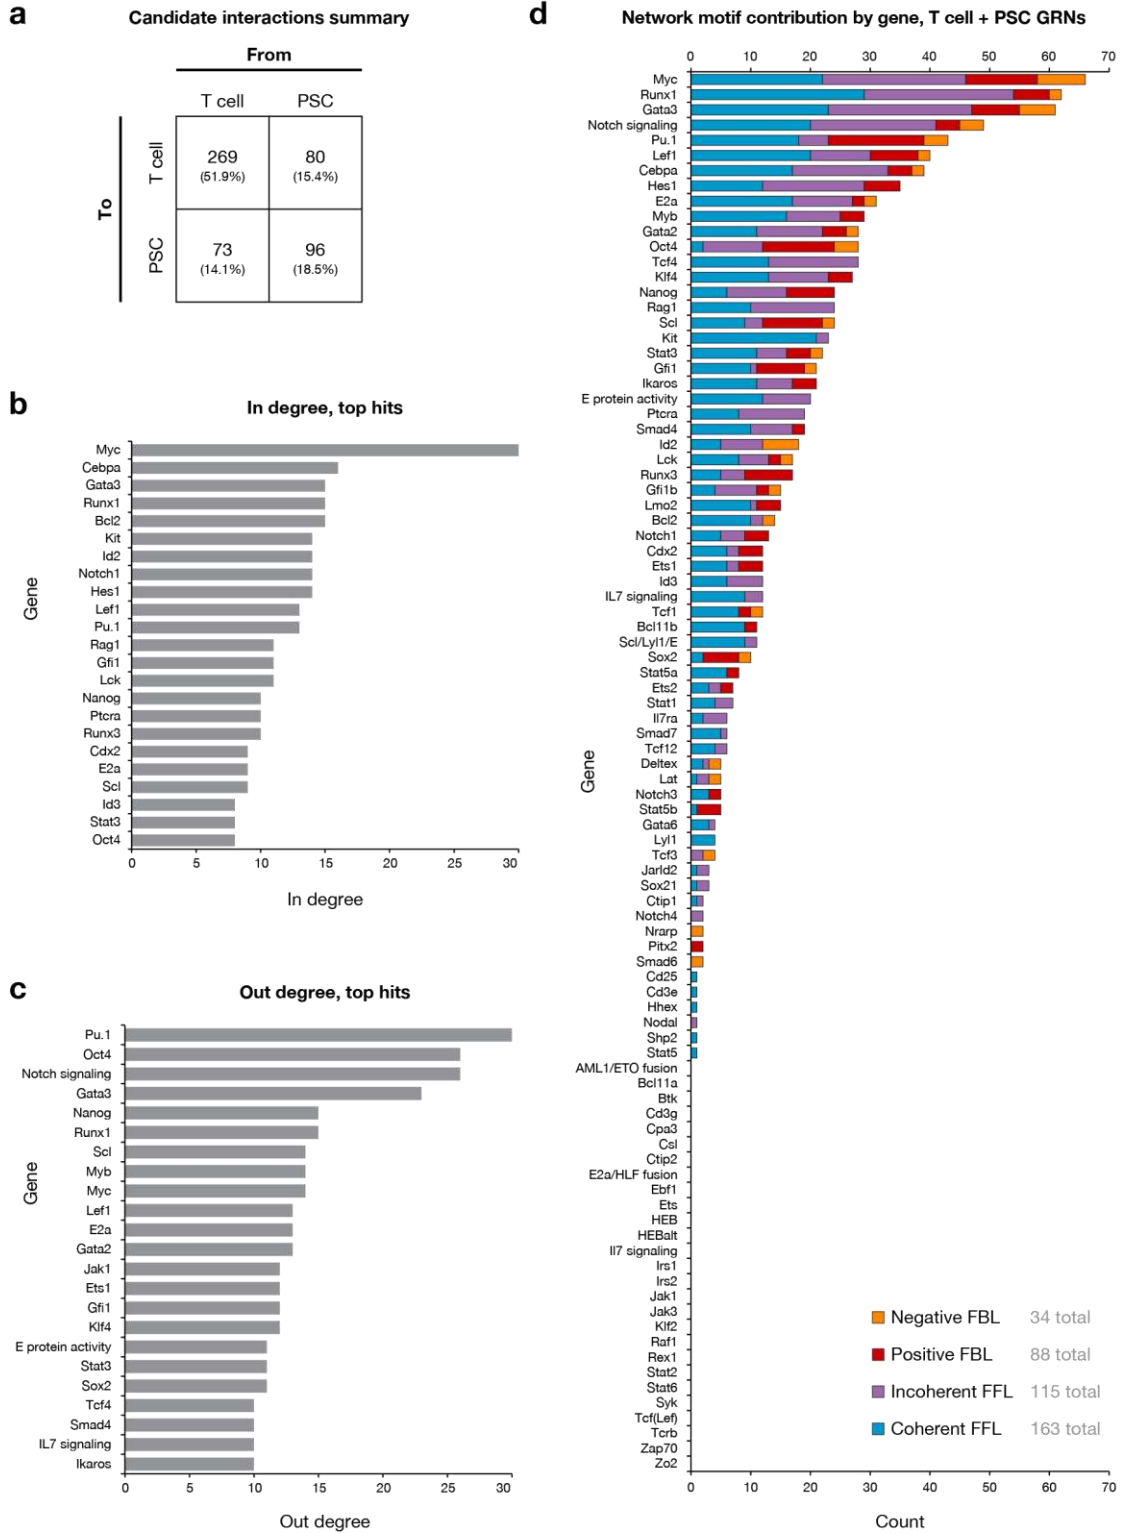 a
Candidate interactions summary
From
T cell PSC
To
T cell
269 80
(51.9%) (15.4%)
PSC
73 96
(14.1%) (18.5%)
b
In degree, top hits
Gene
Myc
Cebpa
Gata3
Runx1
Bcl2
Kit
Id2
Notch1
Hes1
Lef1
Pu.1
Rag1
Gfi1
Lck
Nanog
Ptcra
Runx3
Cdx2
E2a
Scl
Id3
Stat3
Oct4
0 5 10 15 20 25 30
In degree
c
Out degree, top hits
Gene
Pu.1
Oct4
Notch signaling
Gata3
Nanog
Runx1
Scl
Myb
Myc
Lef1
E2a
Gata2
Jak1
Ets1
Gfi1
Klf4
E protein activity
Stat3
Sox2
Tcf4
Smad4
IL7 signaling
Ikaros
0 5 10 15 20 25 30
Out degree
d
Network motif contribution by gene, T cell + PSC GRNs
0 10 20 30 40 50 60 70
Gene
Myc
Runx1
Gata3
Notch signaling
Pu.1
Lef1
Cebpa
Hes1
E2a
Myb
Gata2
Oct4
Tcf4
Klf4
Nanog
Rag1
Scl
Kit
Stat3
Gfi1
Ikaros
E protein activity
Ptcra
Smad4
Id2
Lck
Runx3
Gfi1b
Lmo2
Bcl2
Notch1
Cdx2
Ets1
Id3
IL7 signaling
Tcf1
Bcl11b
Scl/Lyl1/E
Sox2
Stat5a
Ets2
Stat1
Il7ra
Smad7
Tcf12
Deltex
Lat
Notch3
Stat5b
Gata6
Lyl1
Tcf3
Jarld2
Sox21
Ctip1
Notch4
Nrarp
Pitx2
Smad6
Cd25
Cd3e
Hhex
Nodal
Shp2
Stat5
AML1/ETO fusion
Bcl11a
Btk
Cd3g
Cpa3
Csl
Ctip2
E2a/HLF fusion
Ebf1
Ets
HEB
HEBalt
Il7 signaling
Irs1
Irs2
Jak1
Jak3
Klf2
Raf1
Rex1
Stat2
Stat6
Syk
Tcf(Lef)
Tcrb
Zap70
Zo2
Negative FBL 34 total
Positive FBL 88 total
Incoherent FFL 115 total
Coherent FFL 163 total
0 10 20 30 40 50 60 70
Count